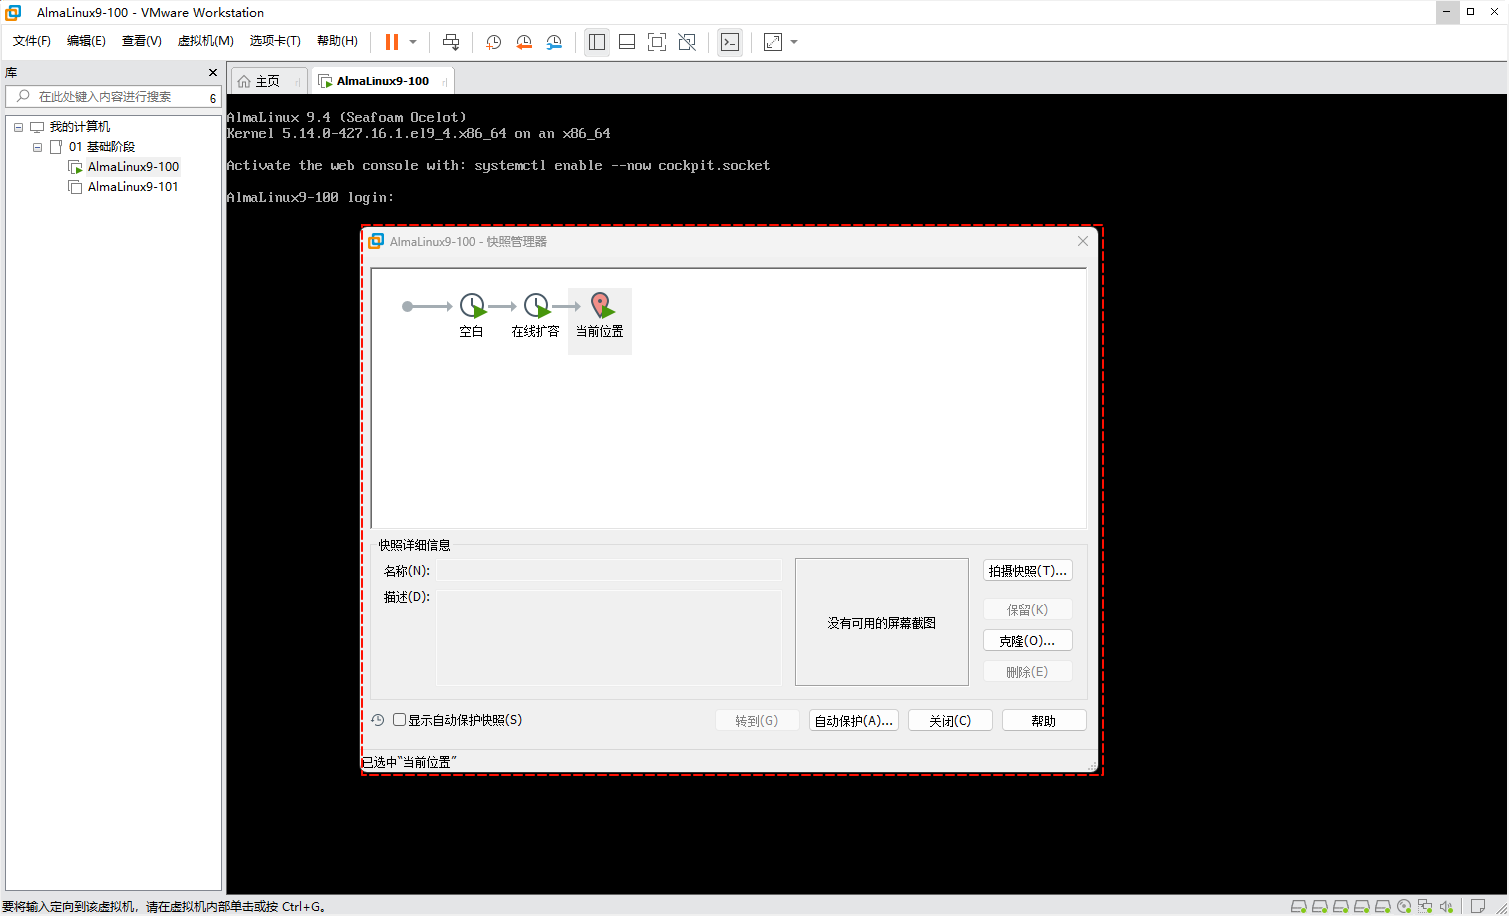 AlmaLinux9-100 - VMware Workstation
文件(F) 编辑(E) 查看(V) 虚拟机(M) 选项卡(T) 帮助(H)
库
在此处键入内容进行搜索
我的计算机
01 基础阶段
AlmaLinux9-100
AlmaLinux9-101
主页 AlmaLinux9-100
AlmaLinux 9.4 (Seafoam Ocelot)
Kernel 5.14.0-427.16.1.el9_4.x86_64 on an x86_64
Activate the web console with: systemctl enable --now cockpit.socket
AlmaLinux9-100 login:
AlmaLinux9-100 - 快照管理器
空白 在线扩容 当前位置
快照详细信息
名称(N):
描述(D):
没有可用的屏幕截图
拍摄快照(T)...
保留(K)
克隆(O)...
删除(E)
显示自动保护快照(S) 转到(G) 自动保护(A)... 关闭(C) 帮助
已选中"当前位置"
要将输入定向到该虚拟机，请在虚拟机内部单击或按 Ctrl+G。